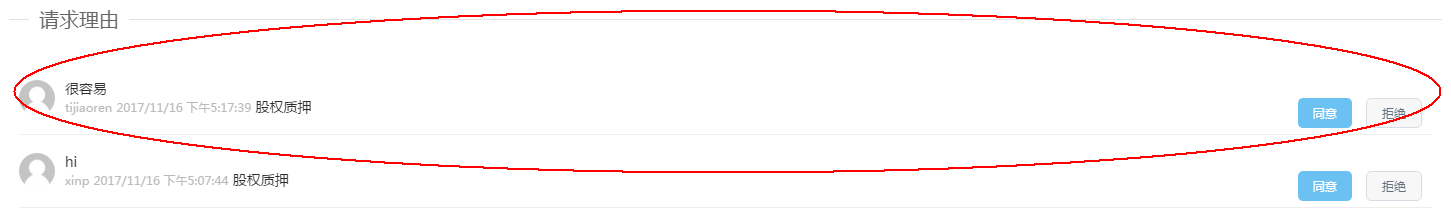 请求理由
很容易
tijiaoren 2017/11/16 下午5:17:39 股权质押
同意 拒绝
hi
xinp 2017/11/16 下午5:07:44 股权质押
同意 拒绝